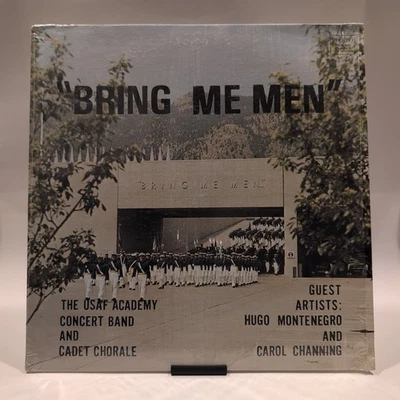 "BRING ME MEN"
"BRING ME MEN"
THE USAF ACADEMY
CONCERT BAND
AND
CADET CHORALE
GUEST
ARTISTS:
HUGO MONTENEGRO
AND
CAROL CHANNING